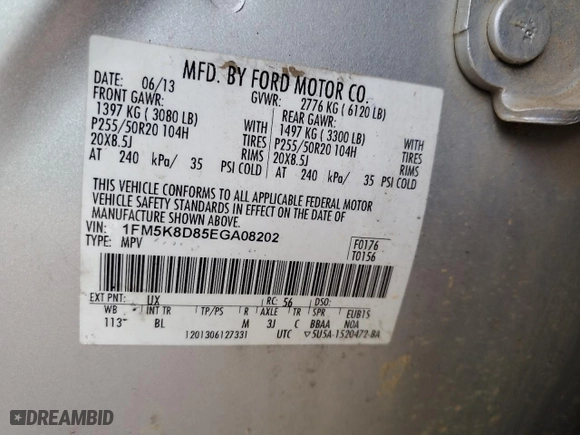 MFD. BY FORD MOTOR CO.
DATE: 06/13 GVWR: 2776 KG ( 6120 LB)
FRONT GAWR: REAR GAWR:
1397 KG ( 3080 LB) 1497 KG ( 3300 LB)
P255/50R20 104H WITH TIRES P255/50R20 104H WITH TIRES
20X8.5J RIMS 20X8.5J RIMS
AT 240 kPa/ 35 PSI COLD AT 240 kPa/ 35 PSI COLD
THIS VEHICLE CONFORMS TO ALL APPLICABLE FEDERAL MOTOR
VEHICLE SAFETY STANDARDS IN EFFECT ON THE DATE OF
MANUFACTURE SHOWN ABOVE.
VIN: 1FM5K8D85EGA08202
TYPE: MPV
F0176
T0156
EXT PNT: UX RC: 56 DSO:
WB INT TR TP/PS R AXLE TR SPR EUB15
113 BL M 3J C BBAA NOA
1201306127331 UTC 5U5A-1520472-BA
DREAMBID